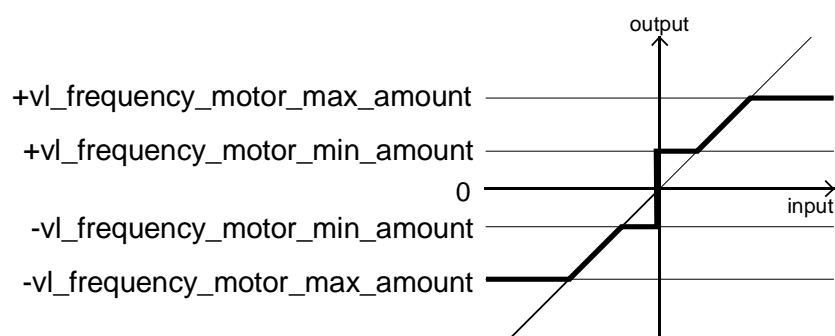 output
+vl_frequency_motor_max_amount
+vl_frequency_motor_min_amount
0
input
-vl_frequency_motor_min_amount
-vl_frequency_motor_max_amount